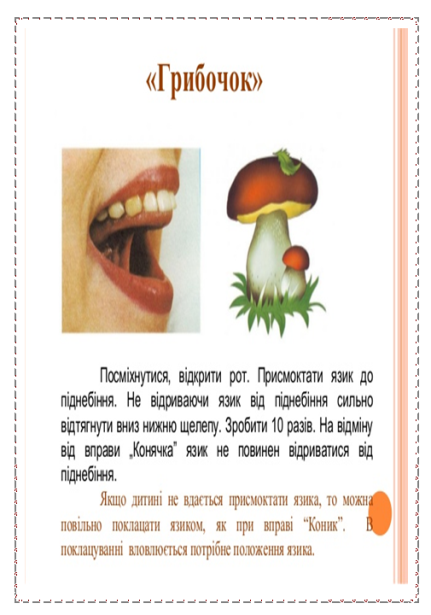 «Грибочок»
Посміхнутися, відкрити рот. Присмоктати язик до
піднебіння. Не відриваючи язик від піднебіння сильно
відтягнути вниз нижню щелепу. Зробити 10 разів. На відміну
від вправи „Конячка” язик не повинен відриватися від
піднебіння.
Якщо дитині не вдається присмоктати язика, то можна
повільно поклацати язиком, як при вправі “Коник”. В
поклацуванні вловлюється потрібне положення язика.